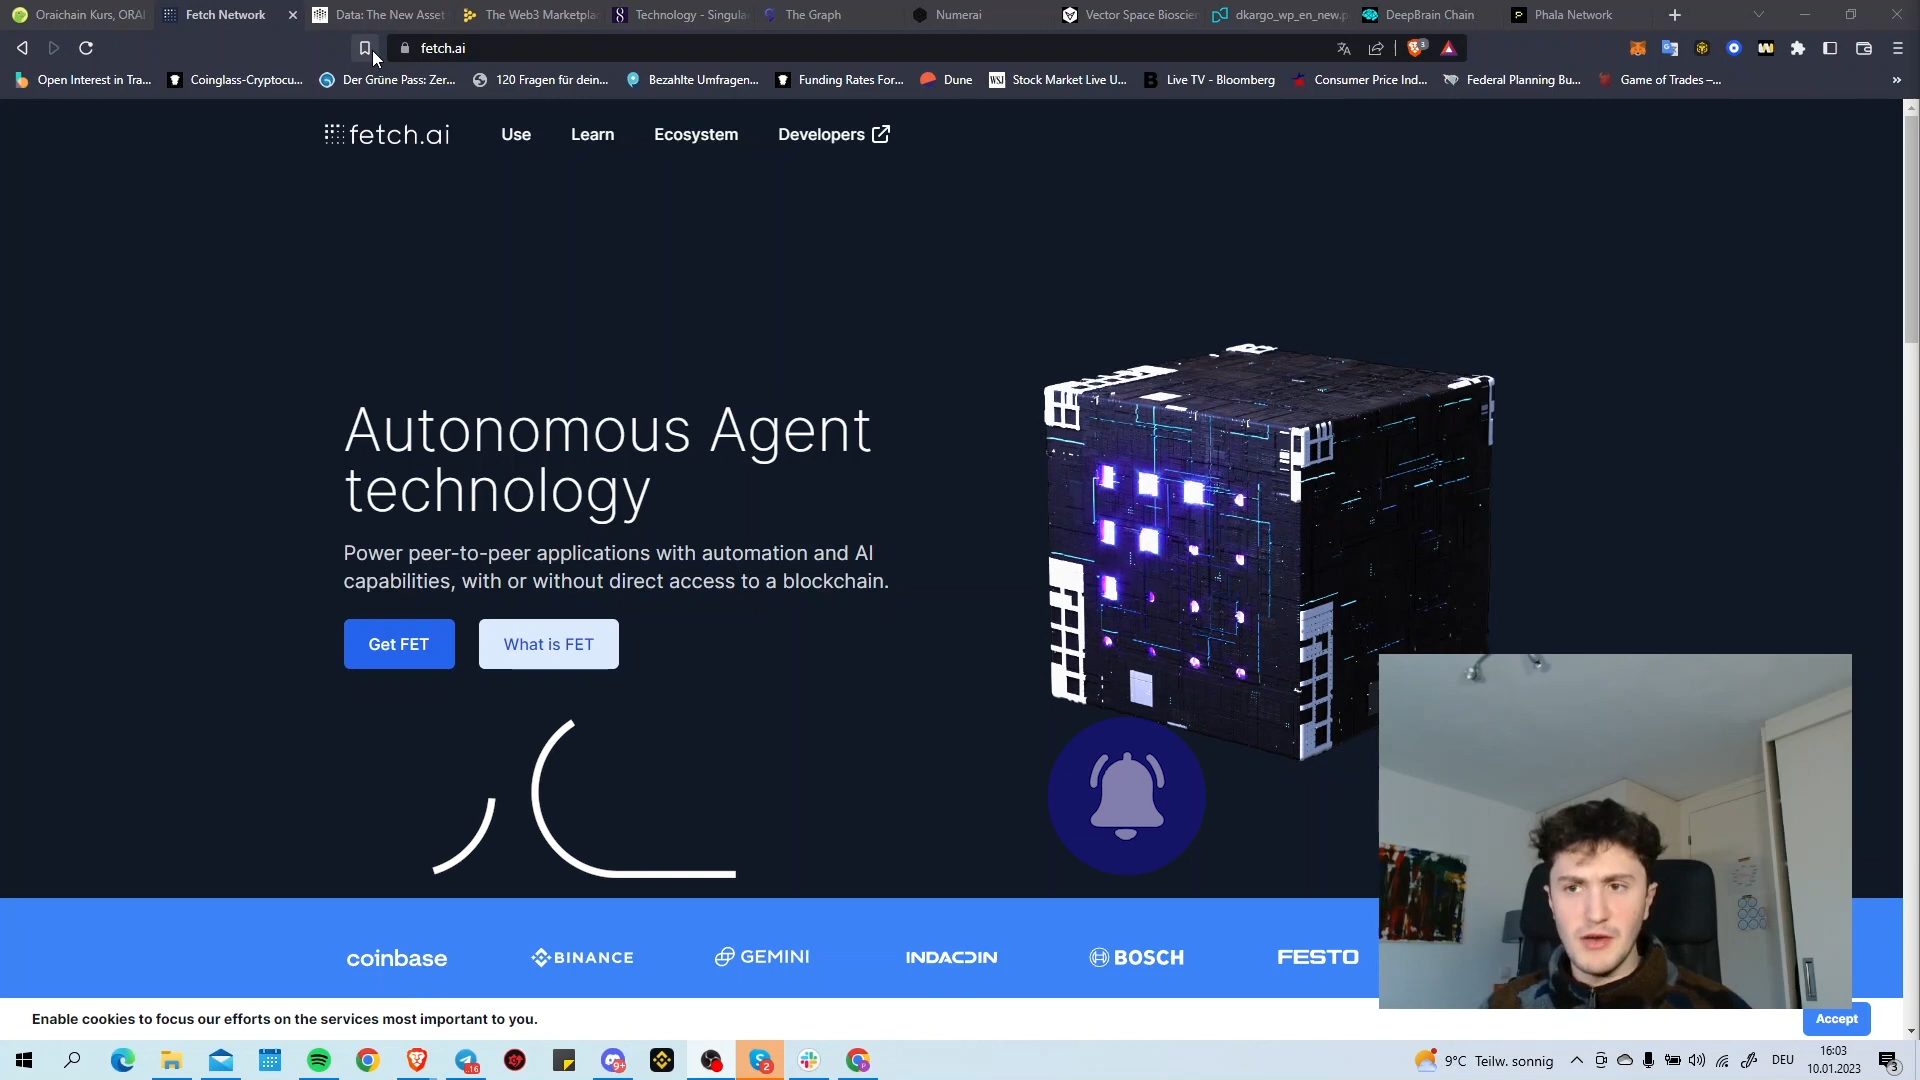 Oraichain Kurs, ORAI
Fetch Network
Data: The New Asset
The Web3 Marketpla
Technology - Singula
The Graph
Numerai
Vector Space Bioscien
dkargo_wp_en_new.p
DeepBrain Chain
Phala Network
fetch.ai
Open Interest in Tra...
Coinglass-Cryptocu...
Der Grüne Pass: Zer...
120 Fragen für dein...
Bezahlte Umfragen...
Funding Rates For...
Dune
Stock Market Live U...
Live TV - Bloomberg
Consumer Price Ind...
Federal Planning Bu...
Game of Trades –...
fetch.ai
Use
Learn
Ecosystem
Developers
Autonomous Agent
technology
Power peer-to-peer applications with automation and AI
capabilities, with or without direct access to a blockchain.
Get FET
What is FET
coinbase
BINANCE
GEMINI
INDACOIN
BOSCH
FESTO
Enable cookies to focus our efforts on the services most important to you.
Accept
9°C Teilw. sonnig
DEU
16:03
10.01.2023